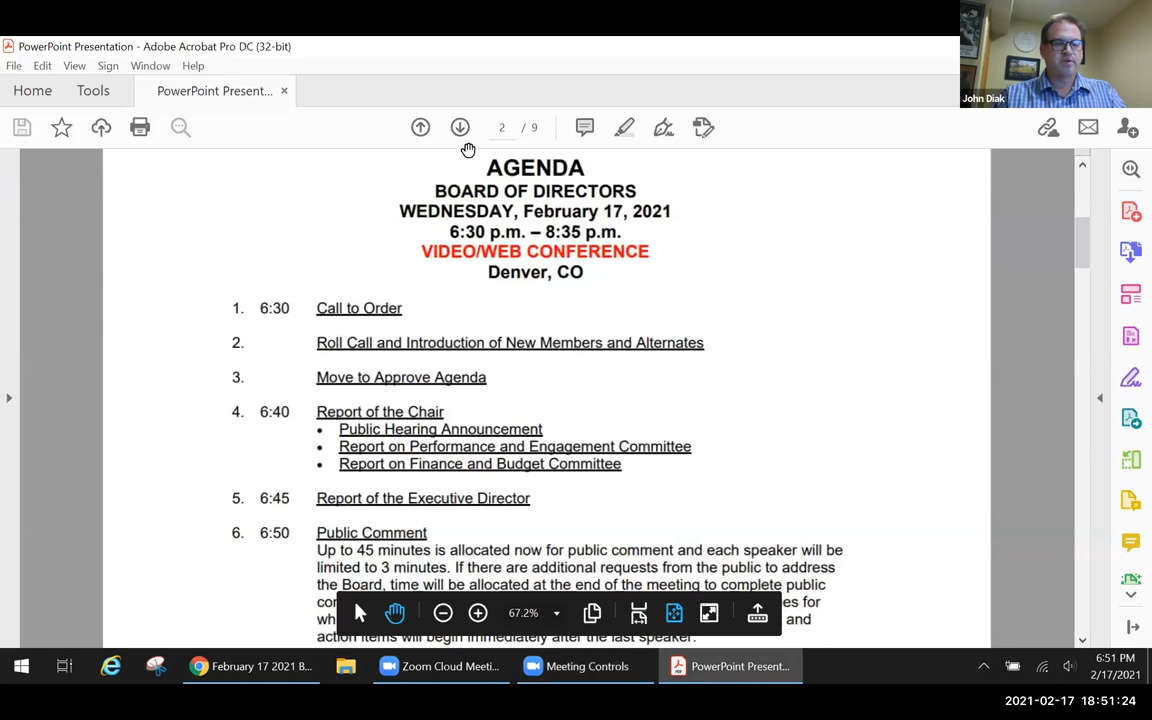 PowerPoint Presentation - Adobe Acrobat Pro DC (32-bit)
File Edit View Sign Window Help
Home Tools PowerPoint Present... ×
2 / 9
John Diak
AGENDA
BOARD OF DIRECTORS
WEDNESDAY, February 17, 2021
6:30 p.m. – 8:35 p.m.
VIDEO/WEB CONFERENCE
Denver, CO
1. 6:30 Call to Order
2. Roll Call and Introduction of New Members and Alternates
3. Move to Approve Agenda
4. 6:40 Report of the Chair
• Public Hearing Announcement
• Report on Performance and Engagement Committee
• Report on Finance and Budget Committee
5. 6:45 Report of the Executive Director
6. 6:50 Public Comment
Up to 45 minutes is allocated now for public comment and each speaker will be
limited to 3 minutes. If there are additional requests from the public to address
the Board, time will be allocated at the end of the meeting to complete public
for
and
action items will begin immediately after the last speaker.
67.2%
February 17 2021 B...
Zoom Cloud Meeti...
Meeting Controls
PowerPoint Present...
6:51 PM
2/17/2021
2021-02-17 18:51:24